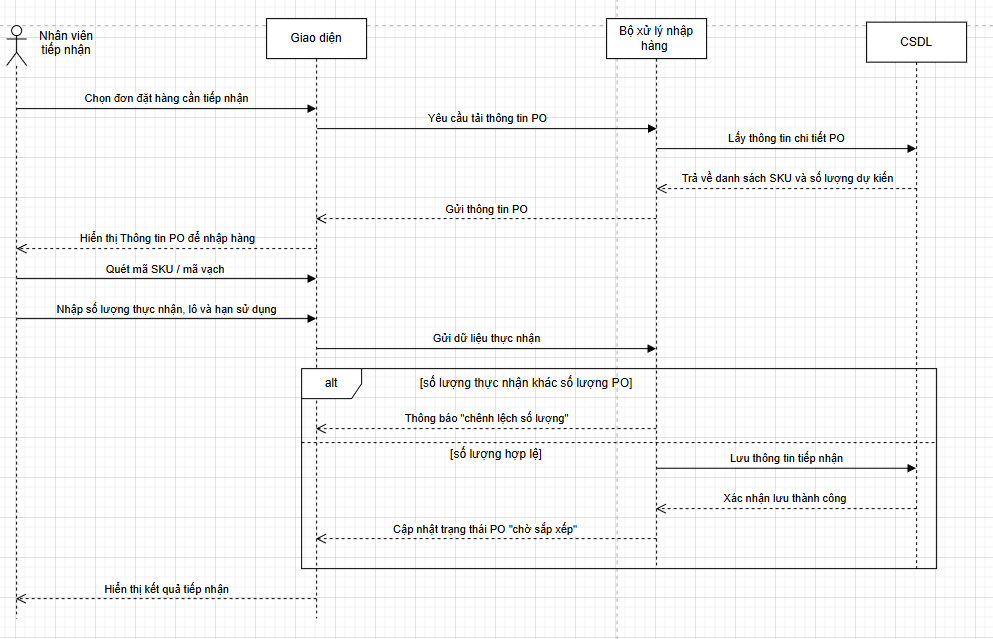 Nhân viên
tiếp nhận
Giao diện
Bộ xử lý nhập
hàng
CSDL
Chọn đơn đặt hàng cần tiếp nhận
Yêu cầu tải thông tin PO
Lấy thông tin chi tiết PO
Trả về danh sách SKU và số lượng dự kiến
Gửi thông tin PO
Hiển thị Thông tin PO để nhập hàng
Quét mã SKU / mã vạch
Nhập số lượng thực nhận, lô và hạn sử dụng
Gửi dữ liệu thực nhận
alt
[số lượng thực nhận khác số lượng PO]
Thông báo "chênh lệch số lượng"
[số lượng hợp lệ]
Lưu thông tin tiếp nhận
Xác nhận lưu thành công
Cập nhật trạng thái PO "chờ sắp xếp"
Hiển thị kết quả tiếp nhận